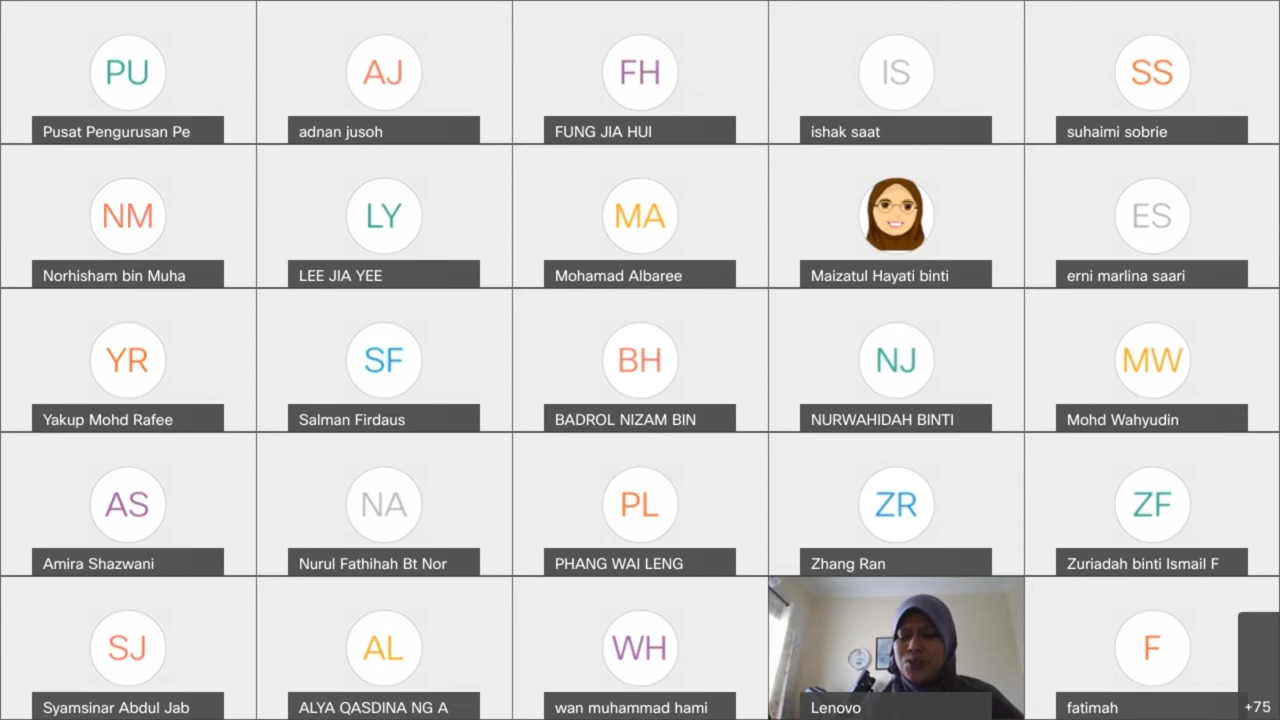 PU
Pusat Pengurusan Pe
AJ
adnan jusoh
FH
FUNG JIA HUI
IS
ishak saat
SS
suhaimi sobrie
NM
Norhisham bin Muha
LY
LEE JIA YEE
MA
Mohamad Albaree
Maizatul Hayati binti
ES
erni marlina saari
YR
Yakup Mohd Rafee
SF
Salman Firdaus
BH
BADROL NIZAM BIN
NJ
NURWAHIDAH BINTI
MW
Mohd Wahyudin
AS
Amira Shazwani
NA
Nurul Fathihah Bt Nor
PL
PHANG WAI LENG
ZR
Zhang Ran
ZF
Zuriadah binti Ismail F
SJ
Syamsinar Abdul Jab
AL
ALYA QASDINA NG A
WH
wan muhammad hami
Lenovo
F
fatimah
+75